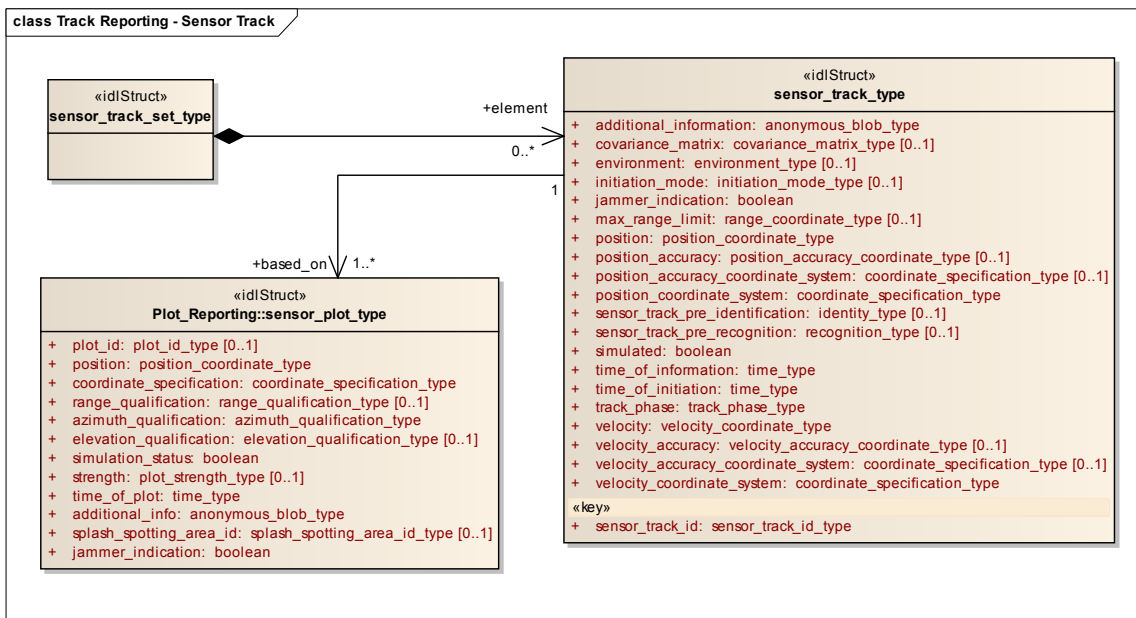 class Track Reporting - Sensor Track
«idlStruct»
sensor_track_set_type
+element
0..*
«idlStruct»
sensor_track_type
+ additional_information: anonymous_blob_type
+ covariance_matrix: covariance_matrix_type [0..1]
+ environment: environment_type [0..1]
+ initiation_mode: initiation_mode_type [0..1]
+ jammer_indication: boolean
+ max_range_limit: range_coordinate_type [0..1]
+ position: position_coordinate_type
+ position_accuracy: position_accuracy_coordinate_type [0..1]
+ position_accuracy_coordinate_system: coordinate_specification_type [0..1]
+ position_coordinate_system: coordinate_specification_type
+ sensor_track_pre_identification: identity_type [0..1]
+ sensor_track_pre_recognition: recognition_type [0..1]
+ simulated: boolean
+ time_of_information: time_type
+ time_of_initiation: time_type
+ track_phase: track_phase_type
+ velocity: velocity_coordinate_type
+ velocity_accuracy: velocity_accuracy_coordinate_type [0..1]
+ velocity_accuracy_coordinate_system: coordinate_specification_type [0..1]
+ velocity_coordinate_system: coordinate_specification_type
«key»
+ sensor_track_id: sensor_track_id_type
1
+based_on
1..*
«idlStruct»
Plot_Reporting::sensor_plot_type
+ plot_id: plot_id_type [0..1]
+ position: position_coordinate_type
+ coordinate_specification: coordinate_specification_type
+ range_qualification: range_qualification_type [0..1]
+ azimuth_qualification: azimuth_qualification_type
+ elevation_qualification: elevation_qualification_type [0..1]
+ simulation_status: boolean
+ strength: plot_strength_type [0..1]
+ time_of_plot: time_type
+ additional_info: anonymous_blob_type
+ splash_spotting_area_id: splash_spotting_area_id_type [0..1]
+ jammer_indication: boolean